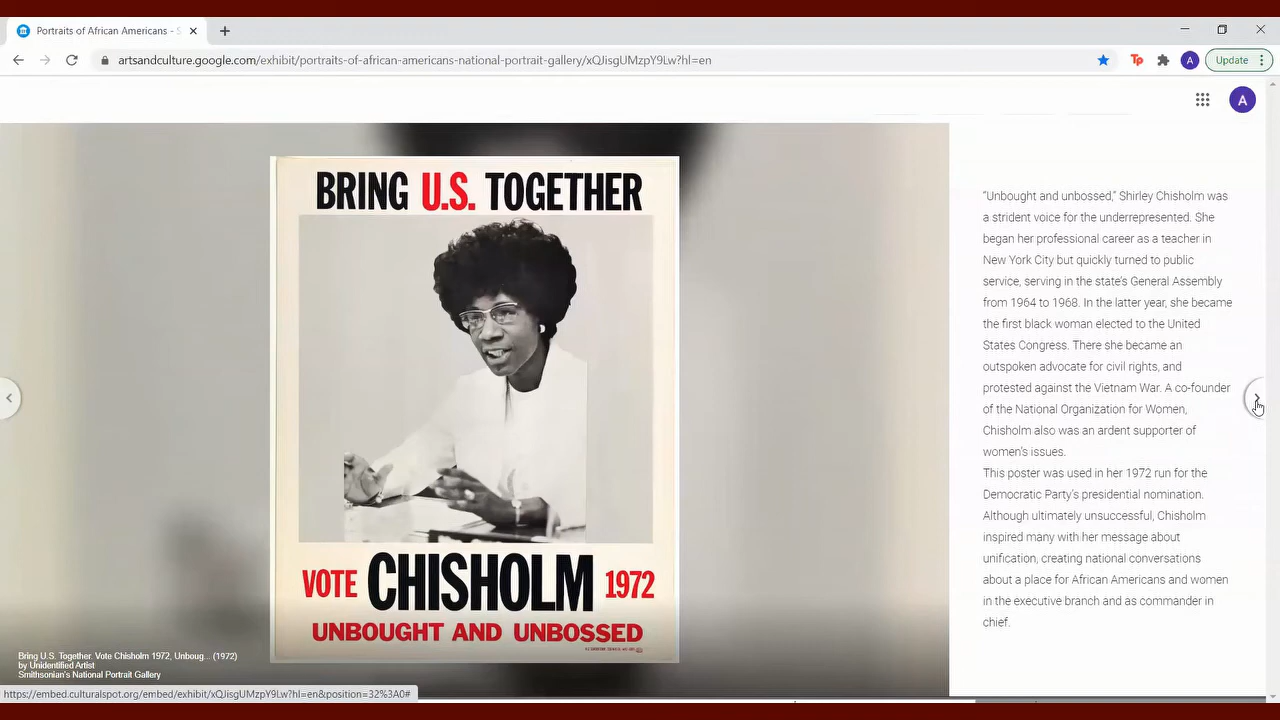 Portraits of African Americans - S
artsandculture.google.com/exhibit/portraits-of-african-americans-national-portrait-gallery/xQJisgUMzpY9Lw?hl=en
Tp
A
Update
A
BRING U.S. TOGETHER
VOTE CHISHOLM 1972
UNBOUGHT AND UNBOSSED
Bring U.S. Together. Vote Chisholm 1972, Unboug... (1972)
by Unidentified Artist
Smithsonian's National Portrait Gallery
https://embed.culturalspot.org/embed/exhibit/xQJisgUMzpY9Lw?hl=en&position=32%3A0#
“Unbought and unbossed,” Shirley Chisholm was
a strident voice for the underrepresented. She
began her professional career as a teacher in
New York City but quickly turned to public
service, serving in the state’s General Assembly
from 1964 to 1968. In the latter year, she became
the first black woman elected to the United
States Congress. There she became an
outspoken advocate for civil rights, and
protested against the Vietnam War. A co-founder
of the National Organization for Women,
Chisholm also was an ardent supporter of
women’s issues.
This poster was used in her 1972 run for the
Democratic Party’s presidential nomination.
Although ultimately unsuccessful, Chisholm
inspired many with her message about
unification, creating national conversations
about a place for African Americans and women
in the executive branch and as commander in
chief.